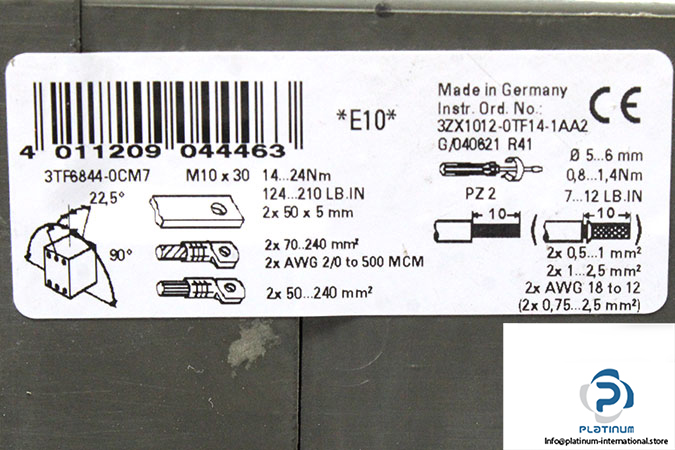 4 011209 044463
*E10*
Made in Germany
Instr. Ord. No.:
3ZX1012-0TF14-1AA2
G/040621 R41
CE
3TF6844-0CM7
M10 x 30
14...24Nm
124...210 LB.IN
2x 50 x 5 mm
22,5°
90°
2x 70...240 mm²
2x AWG 2/0 to 500 MCM
2x 50...240 mm²
Ø 5...6 mm
0,8...1,4Nm
PZ 2
7...12 LB.IN
10
( 10 )
2x 0,5...1 mm²
2x 1...2,5 mm²
2x AWG 18 to 12
(2x 0,75...2,5 mm²)
PLATINUM
Info@platinum-international.store